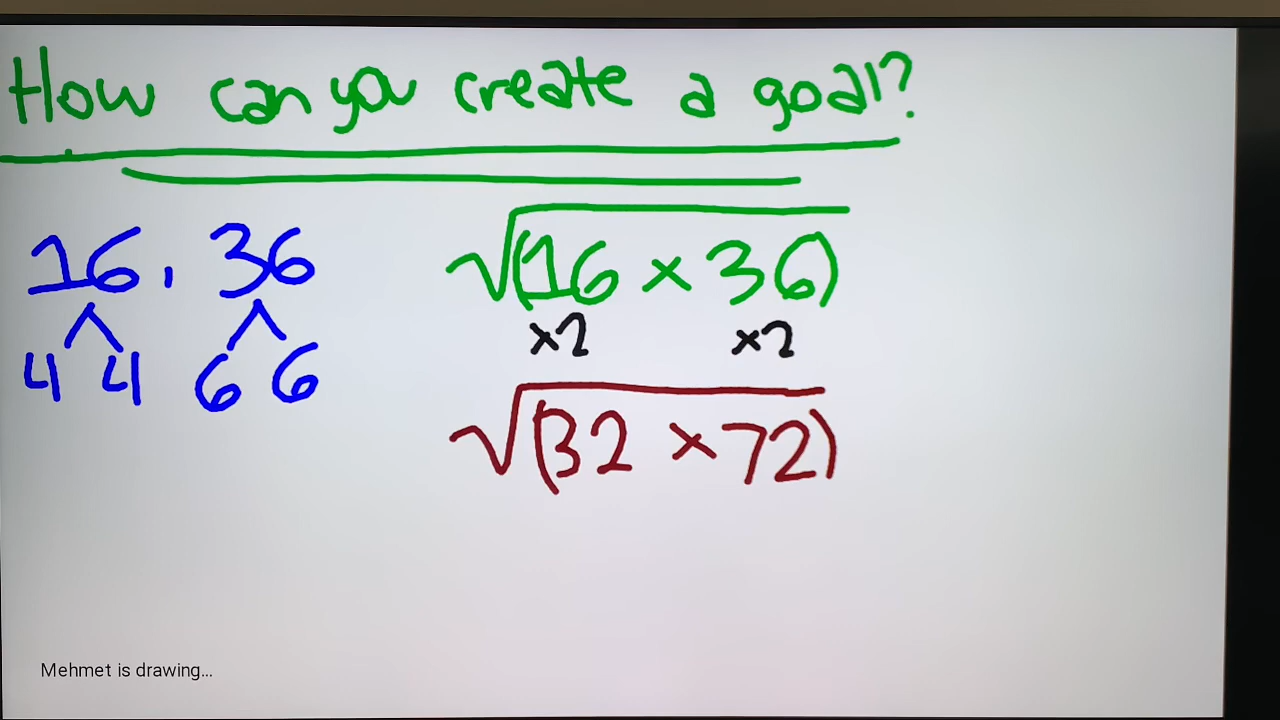 How can you create a goal?
16, 36
4 4 6 6
√(16 × 36)
×2 ×2
√(32 × 72)
Mehmet is drawing...